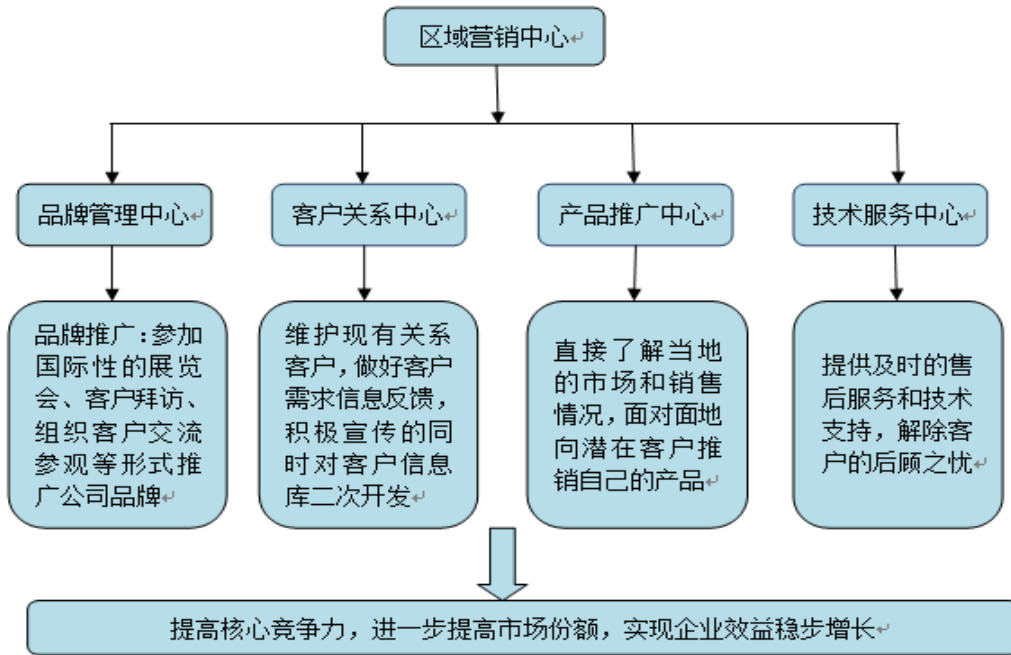 区域营销中心
品牌管理中心
客户关系中心
产品推广中心
技术服务中心
品牌推广:参加
国际性的展览
会、客户拜访、
组织客户交流
参观等形式推
广公司品牌
维护现有关系
客户,做好客户
需求信息反馈,
积极宣传的同
时对客户信息
库二次开发
直接了解当地
的市场和销售
情况,面对面地
向潜在客户推
销自己的产品
提供及时的售
后服务和技术
支持,解除客
户的后顾之忧
提高核心竞争力,进一步提高市场份额,实现企业效益稳步增长